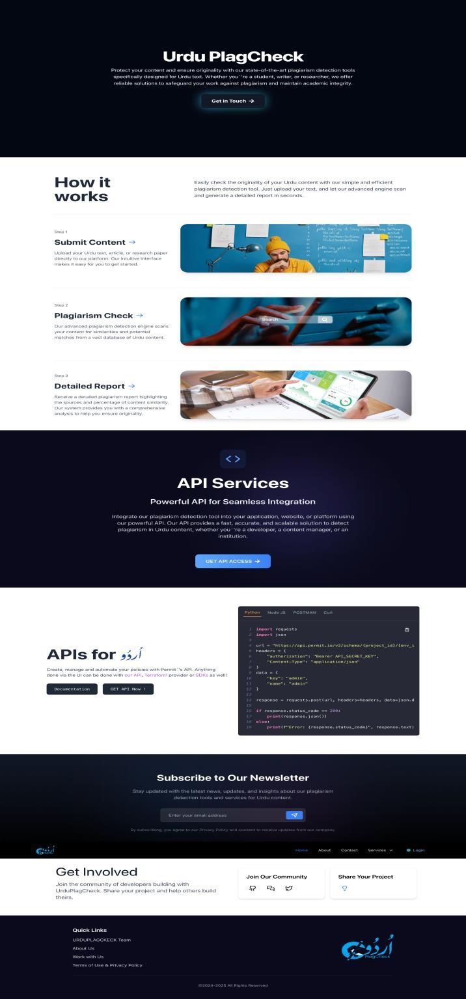 Urdu PlagCheck
Protect your content and ensure originality with our state-of-the-art plagiarism detection tools
specifically designed for Urdu text. Whether you`'re a student, writer, or researcher, we offer
reliable solutions to safeguard your work against plagiarism and maintain academic integrity.
Get in Touch →
How it
works
Easily check the originality of your Urdu content with our simple and efficient
plagiarism detection tool. Just upload your text, and let our advanced engine scan
and generate a detailed report in seconds.
Step 1
Submit Content →
Upload your Urdu text, article, or research paper
directly to our platform. Our intuitive interface
makes it easy for you to get started.
Step 2
Plagiarism Check →
Our advanced plagiarism detection engine scans
your content for similarities and potential
matches from a vast database of Urdu content.
Search
Step 3
Detailed Report →
Receive a detailed plagiarism report highlighting
the sources and percentage of content similarity.
Our system provides you with a comprehensive
analysis to help you ensure originality.
< >
API Services
Powerful API for Seamless Integration
Integrate our plagiarism detection tool into your application, website, or platform using
our powerful API. Our API provides a fast, accurate, and scalable solution to detect
plagiarism in Urdu content, whether you`'re a developer, a content manager, or an
institution.
GET API ACCESS →
APIs for اُردُو
Create, manage and automate your policies with Permit`'s API. Anything
done via the UI can be done with our API, Terraform provider or SDKs as well!
Documentation
GET API Now !
Python Node JS POSTMAN Curl
1 import requests
2 import json
3
4 url = "https://api.permit.io/v2/schema/{project_id}/{env_i
5 headers = {
6 "authorization": "Bearer API_SECRET_KEY",
7 "Content-Type": "application/json"
8 }
9 data = {
10 "key": "admin",
11 "name": "admin"
12 }
13
14 response = requests.post(url, headers=headers, data=json.d
15
16 if response.status_code == 200:
17 print(response.json())
18 else:
19 print(f"Error: {response.status_code}", response.text)
Subscribe to Our Newsletter
Stay updated with the latest news, updates, and insights about our plagiarism
detection tools and services for Urdu content.
Enter your email address
By subscribing, you agree to our Privacy Policy and consent to receive updates from our company.
اُردُو
Home About Contact Services Login
Get Involved
Join the community of developers building with
UrduPlagCheck. Share your project and help others build
theirs.
Join Our Community
Share Your Project
Quick Links
URDUPLAGCKECK Team
About Us
Work with Us
Terms of Use & Privacy Policy
اُردُو
PlagCheck
©2024-2025 All Rights Reserved